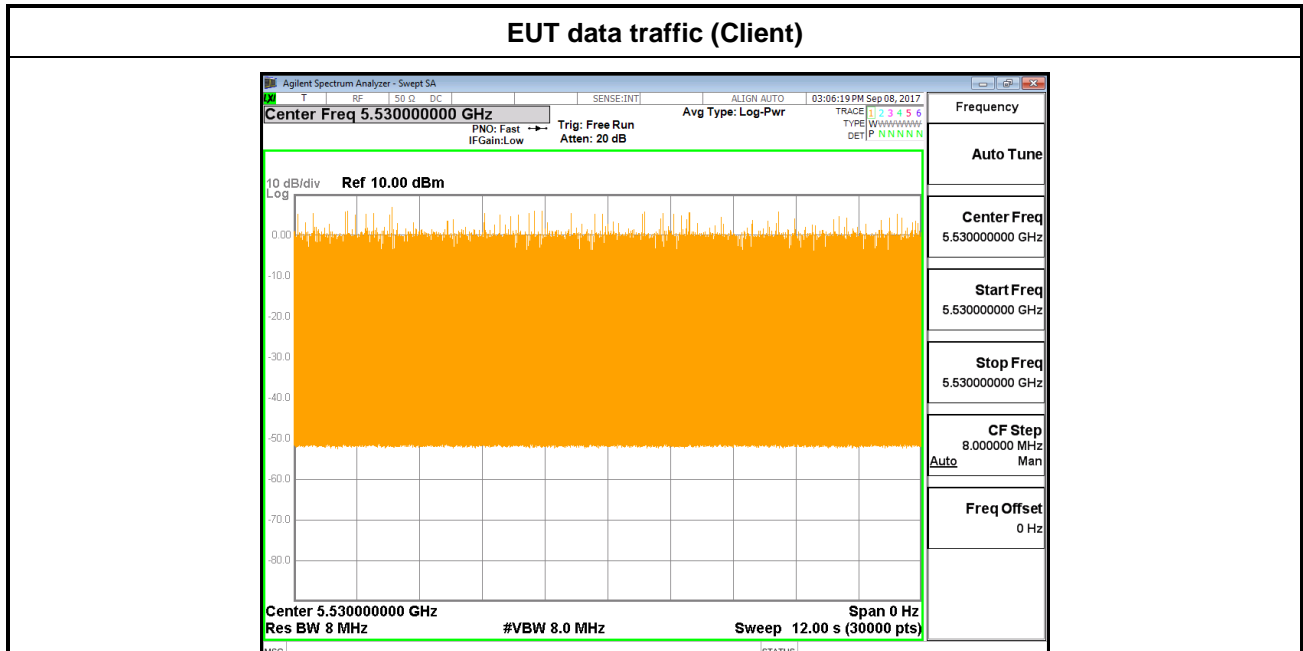 EUT data traffic (Client)
Agilent Spectrum Analyzer - Swept SA
LXI T RF 50 Ω DC SENSE:INT ALIGN AUTO 03:06:19 PM Sep 08, 2017
Center Freq 5.530000000 GHz
PNO: Fast
IFGain:Low
Trig: Free Run
Atten: 20 dB
Avg Type: Log-Pwr
TRACE 1 2 3 4 5 6
TYPE WWWWWW
DET P N N N N N
10 dB/div Ref 10.00 dBm
Log
0.00
-10.0
-20.0
-30.0
-40.0
-50.0
-60.0
-70.0
-80.0
Center 5.530000000 GHz Span 0 Hz
Res BW 8 MHz #VBW 8.0 MHz Sweep 12.00 s (30000 pts)
Frequency
Auto Tune
Center Freq
5.530000000 GHz
Start Freq
5.530000000 GHz
Stop Freq
5.530000000 GHz
CF Step
8.000000 MHz
Auto Man
Freq Offset
0 Hz